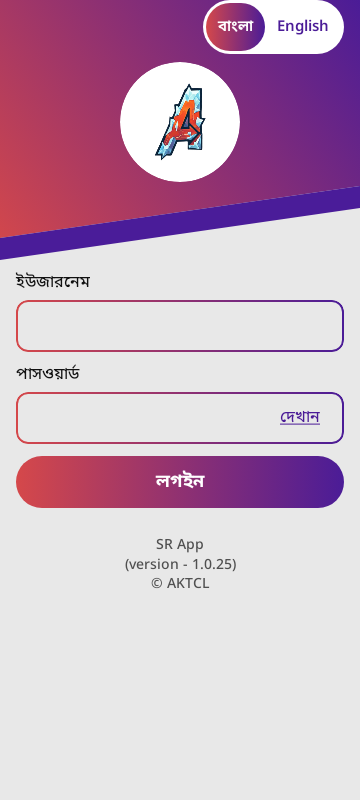 বাংলা English
A
ইউজারনেম
পাসওয়ার্ড
দেখান
লগইন
SR App
(version - 1.0.25)
© AKTCL